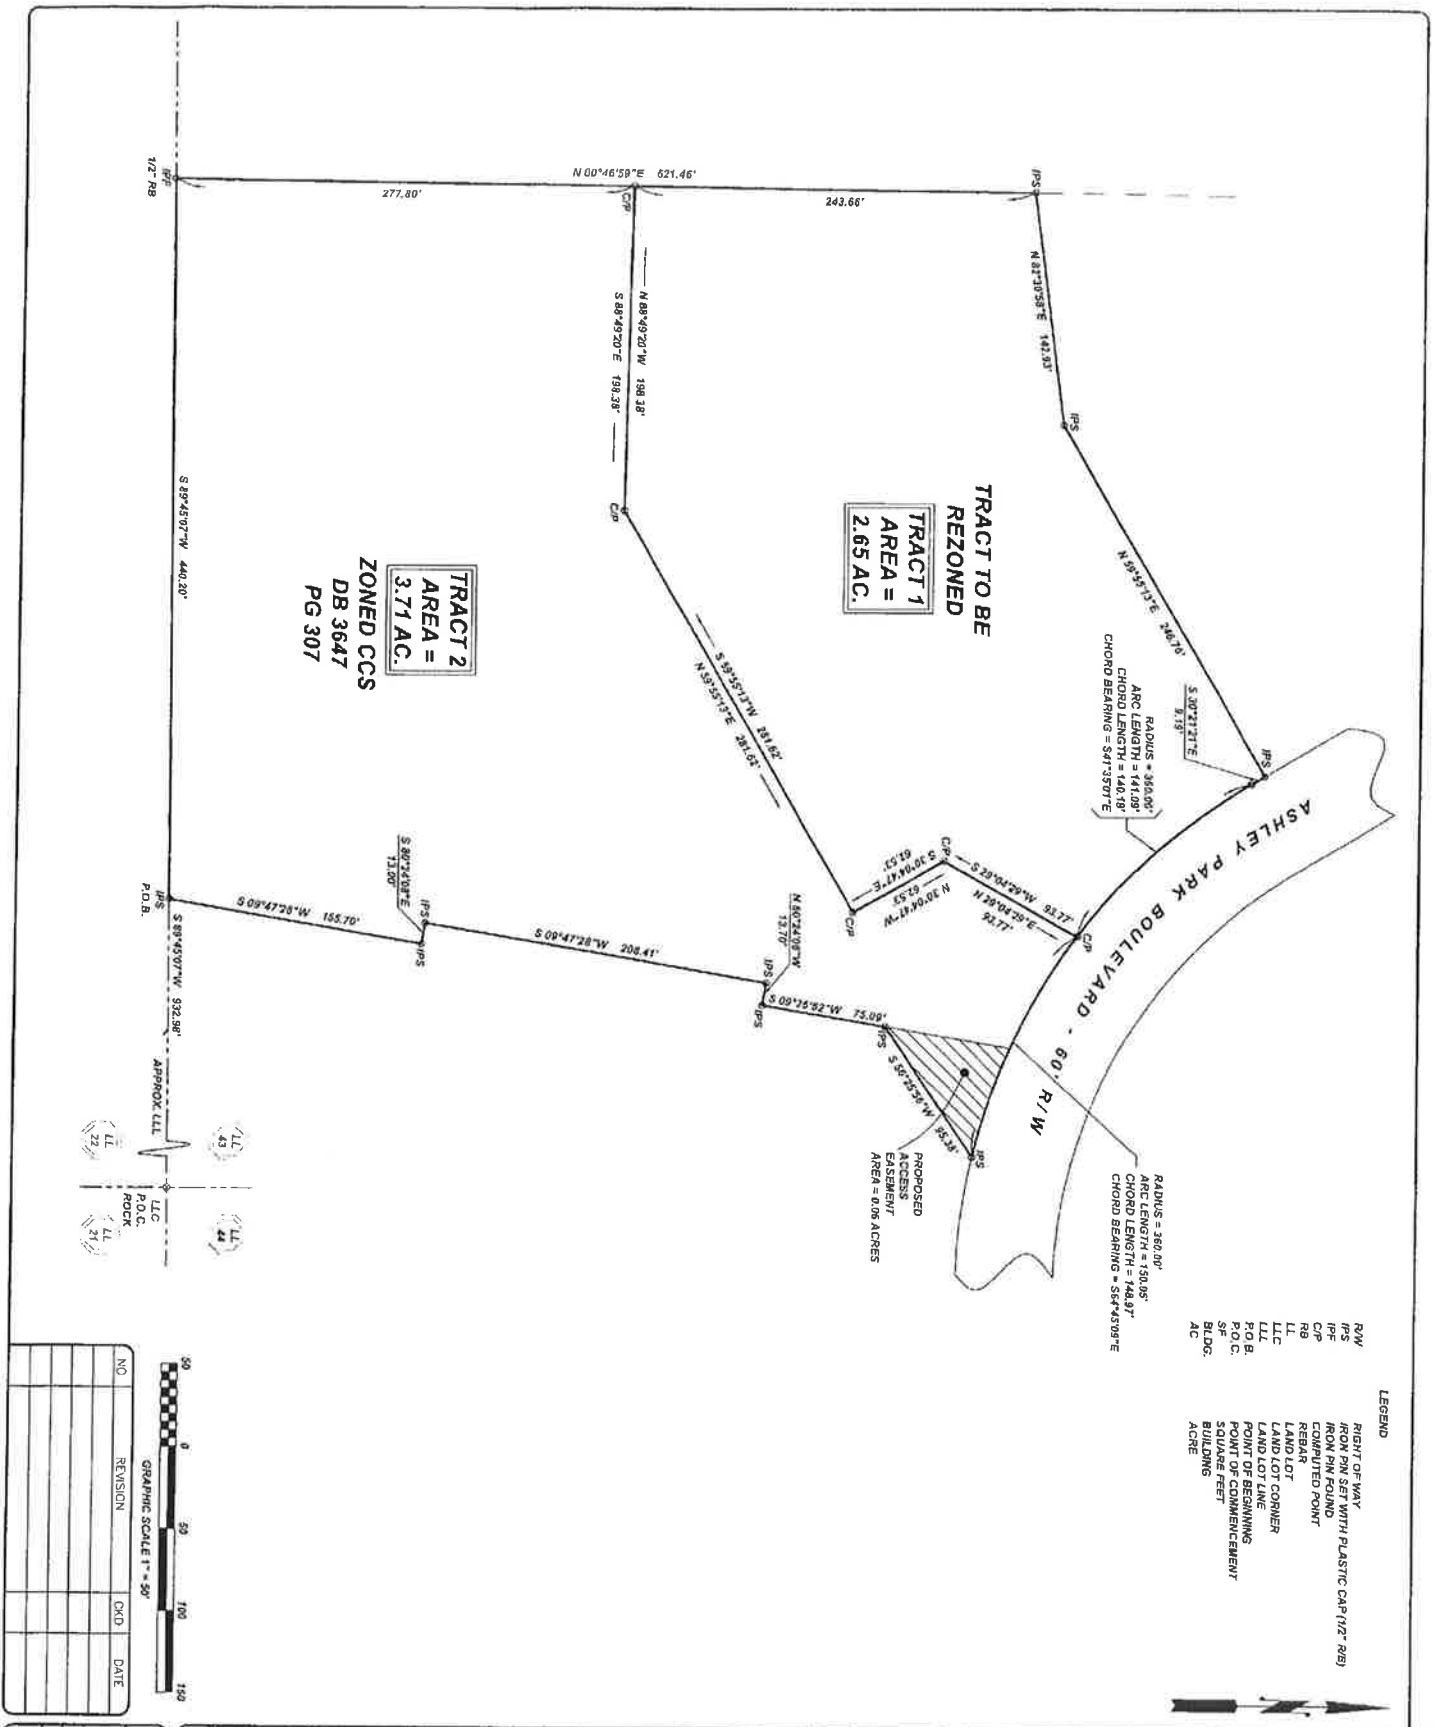 ASHLEY PARK BOULEVARD - 60' R/W
LEGEND
R/W RIGHT OF WAY
IPS IRON PIN SET WITH PLASTIC CAP (1/2" R/B)
IPF IRON PIN FOUND
C/P COMPUTED POINT
RB REBAR
LL LAND LOT
LLC LAND LOT CORNER
LLL LAND LOT LINE
P.O.B. POINT OF BEGINNING
P.O.C. POINT OF COMMENCEMENT
SF SQUARE FEET
BLDG. BUILDING
AC ACRE
IPS
N 82°30'58"E 142.93'
IPS
N 59°55'13"E 246.76'
IPS
S 30°21'21"E
9.19'
RADIUS = 360.00'
ARC LENGTH = 141.09'
CHORD LENGTH = 140.19'
CHORD BEARING = S41°35'01"E
C/P
S 29°04'29"W 93.77'
N 29°04'29"E
93.77'
C/P
S 30°04'47"E
62.53'
N 30°04'47"W
62.53'
C/P
RADIUS = 360.00'
ARC LENGTH = 150.05'
CHORD LENGTH = 148.97'
CHORD BEARING = S64°45'09"E
IPS
S 56°25'56"W 95.38'
PROPOSED
ACCESS
EASEMENT
AREA = 0.06 ACRES
IPS
S 09°25'52"W 75.09'
IPS
N 80°24'08"W
13.70'
IPS
S 09°47'28"W 208.41'
IPS
S 80°24'08"E
13.00'
IPS
S 09°47'28"W 155.70'
TRACT TO BE
REZONED
TRACT 1
AREA =
2.65 AC.
N 00°46'59"E 521.46'
243.66'
277.80'
C/P
N 88°49'20"W 198.38'
S 88°49'20"E 198.38'
C/P
S 59°55'13"W 281.62'
N 59°55'13"E 281.62'
TRACT 2
AREA =
3.71 AC.
ZONED CCS
DB 3647
PG 307
IPF
1/2" RB
S 89°45'07"W 440.20'
IPS
P.O.B.
S 89°45'07"W 932.98'
APPROX. LLL
LL
43
LL
44
LL
22
LL
21
LLC
P.O.C.
ROCK
50 0 50 100 150
GRAPHIC SCALE 1" = 50'
NO REVISION CKD DATE